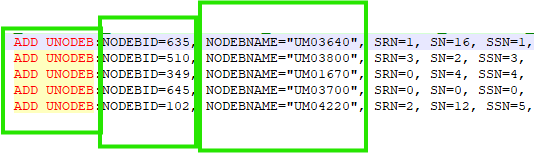 ADD UNODEB:NODEBID=635, NODEBNAME="UM03640", SRN=1, SN=16, SSN=1,
ADD UNODEB:NODEBID=510, NODEBNAME="UM03800", SRN=3, SN=2, SSN=3,
ADD UNODEB:NODEBID=349, NODEBNAME="UM01670", SRN=0, SN=4, SSN=4,
ADD UNODEB:NODEBID=645, NODEBNAME="UM03700", SRN=0, SN=0, SSN=0,
ADD UNODEB:NODEBID=102, NODEBNAME="UM04220", SRN=2, SN=12, SSN=5,